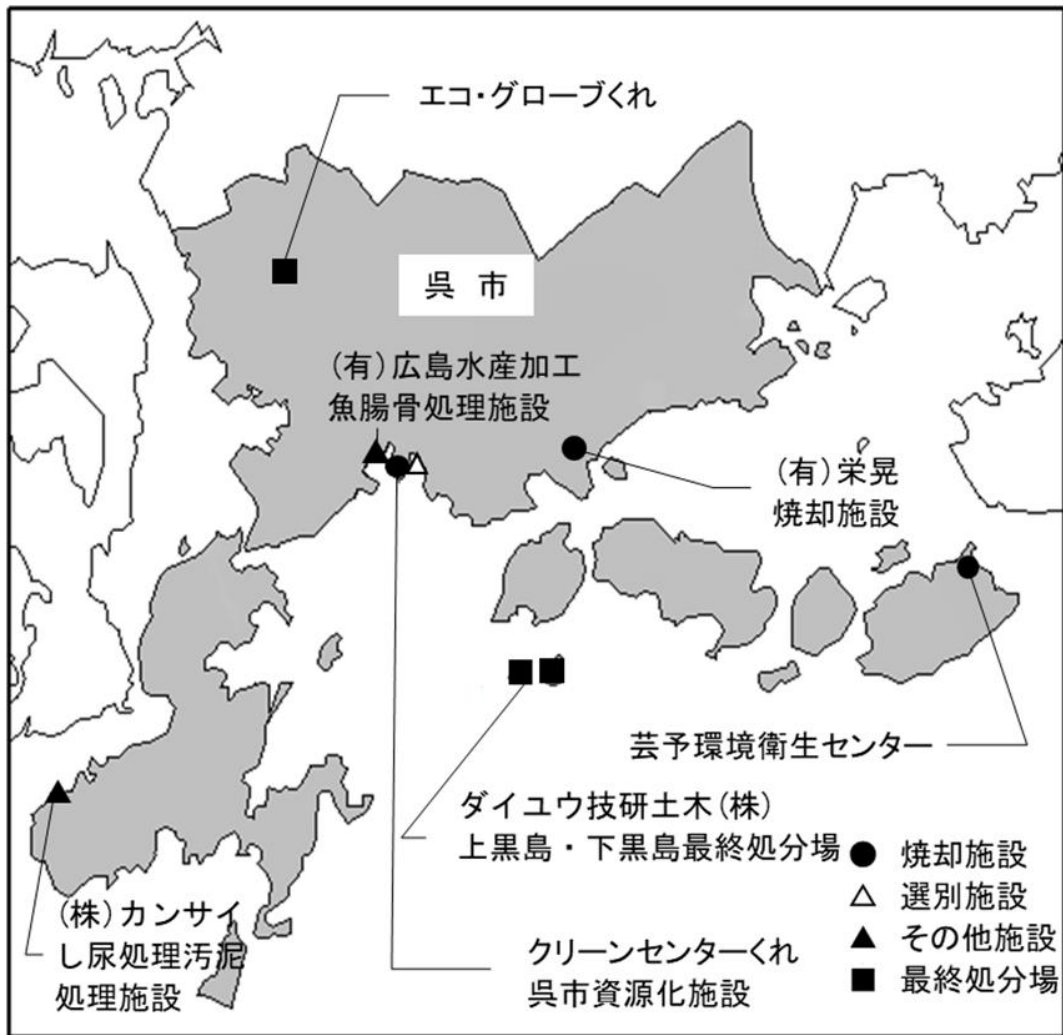 エコ・グローブくれ
呉 市
(有)広島水産加工
魚腸骨処理施設
(有)栄晃
焼却施設
芸予環境衛生センター
ダイユウ技研土木(株)
上黒島・下黒島最終処分場
(株)カンサイ
し尿処理汚泥
処理施設
クリーンセンターくれ
呉市資源化施設
● 焼却施設
△ 選別施設
▲ その他施設
■ 最終処分場